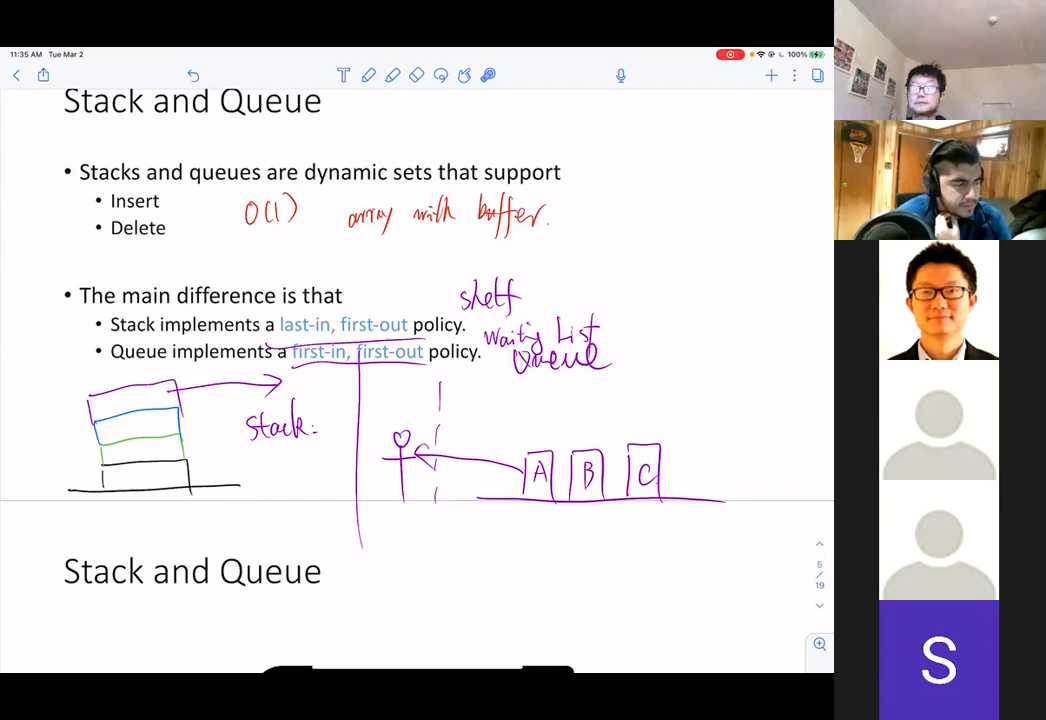 11:35 AM Tue Mar 2
100%
Stack and Queue
• Stacks and queues are dynamic sets that support
• Insert
• Delete
O(1) array with buffer.
• The main difference is that
shelf
• Stack implements a last-in, first-out policy.
• Queue implements a first-in, first-out policy.
Waiting List
Queue
Stack:
A B C
Stack and Queue
5
/
19
S